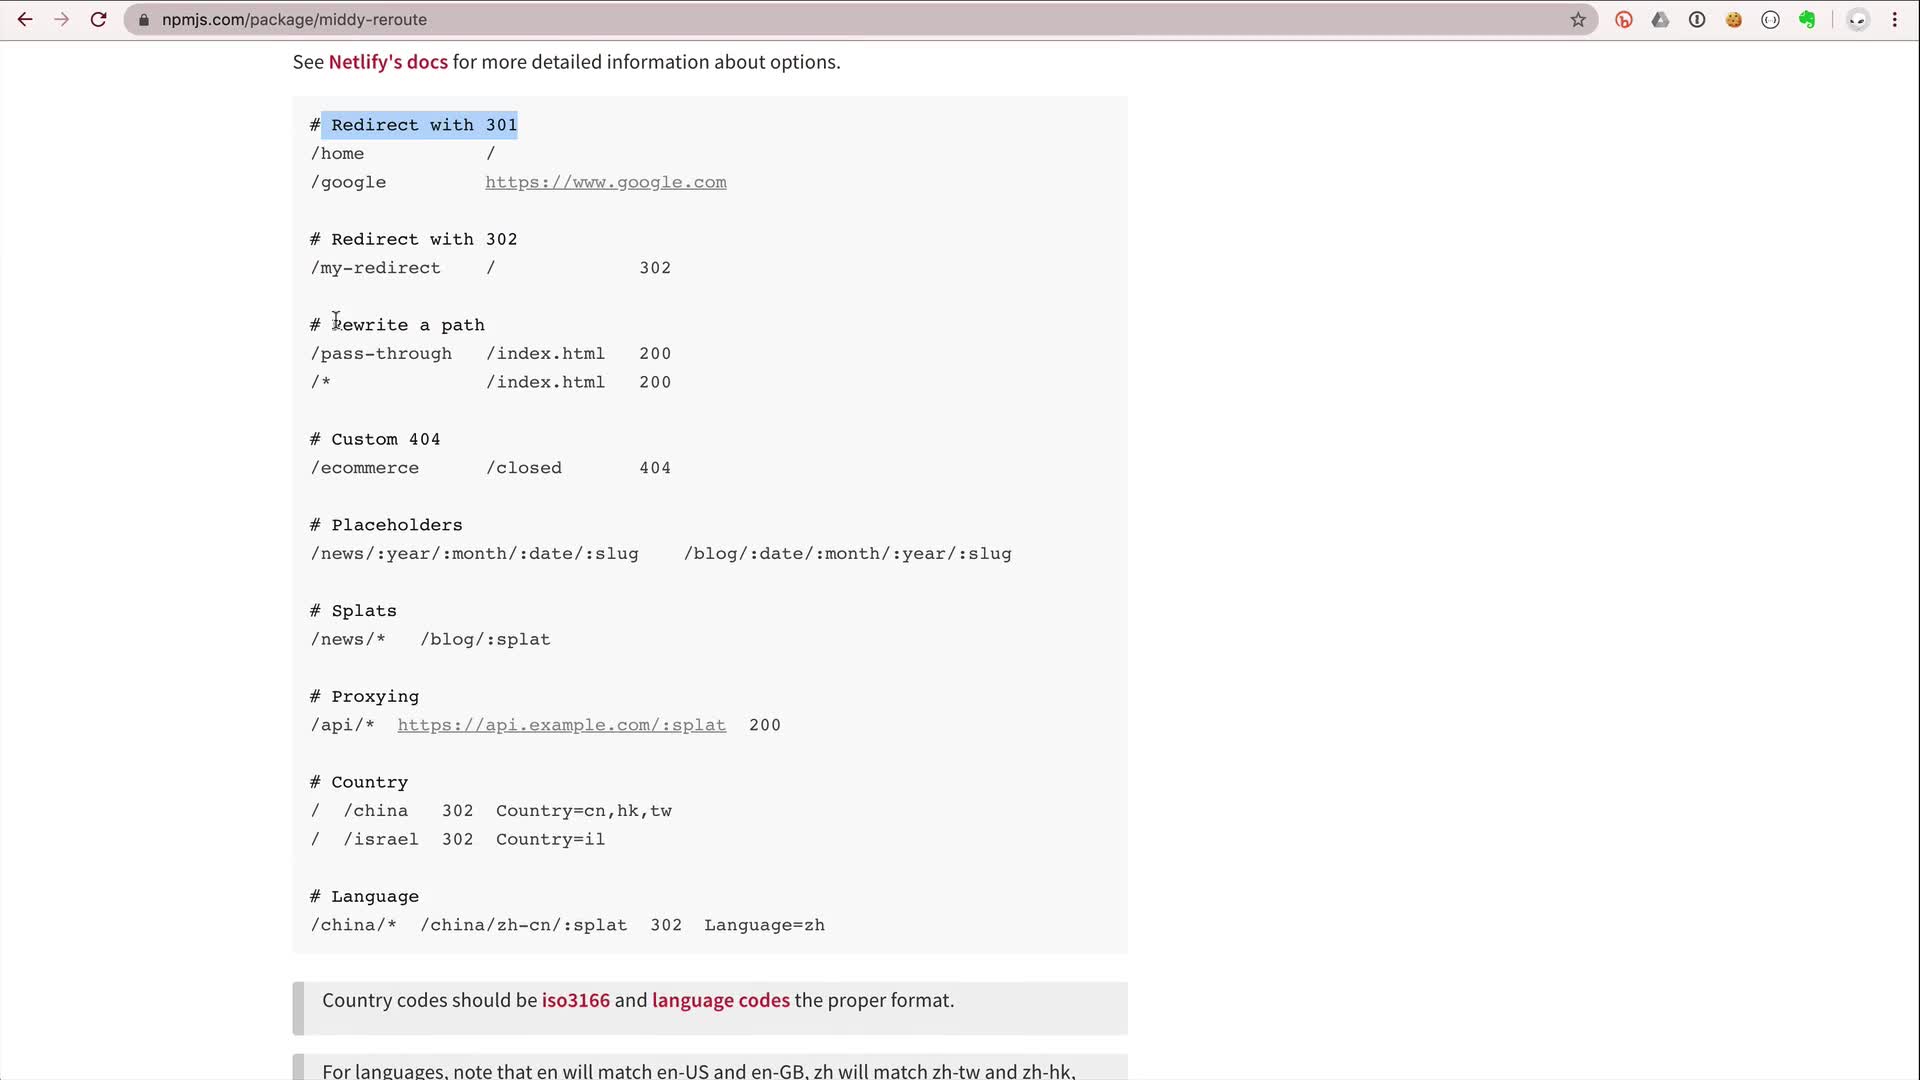 npmjs.com/package/middy-reroute
See Netlify's docs for more detailed information about options.
# Redirect with 301
/home /
/google https://www.google.com
# Redirect with 302
/my-redirect / 302
# Rewrite a path
/pass-through /index.html 200
/* /index.html 200
# Custom 404
/ecommerce /closed 404
# Placeholders
/news/:year/:month/:date/:slug /blog/:date/:month/:year/:slug
# Splats
/news/* /blog/:splat
# Proxying
/api/* https://api.example.com/:splat 200
# Country
/ /china 302 Country=cn,hk,tw
/ /israel 302 Country=il
# Language
/china/* /china/zh-cn/:splat 302 Language=zh
Country codes should be iso3166 and language codes the proper format.
For languages, note that en will match en-US and en-GB, zh will match zh-tw and zh-hk,